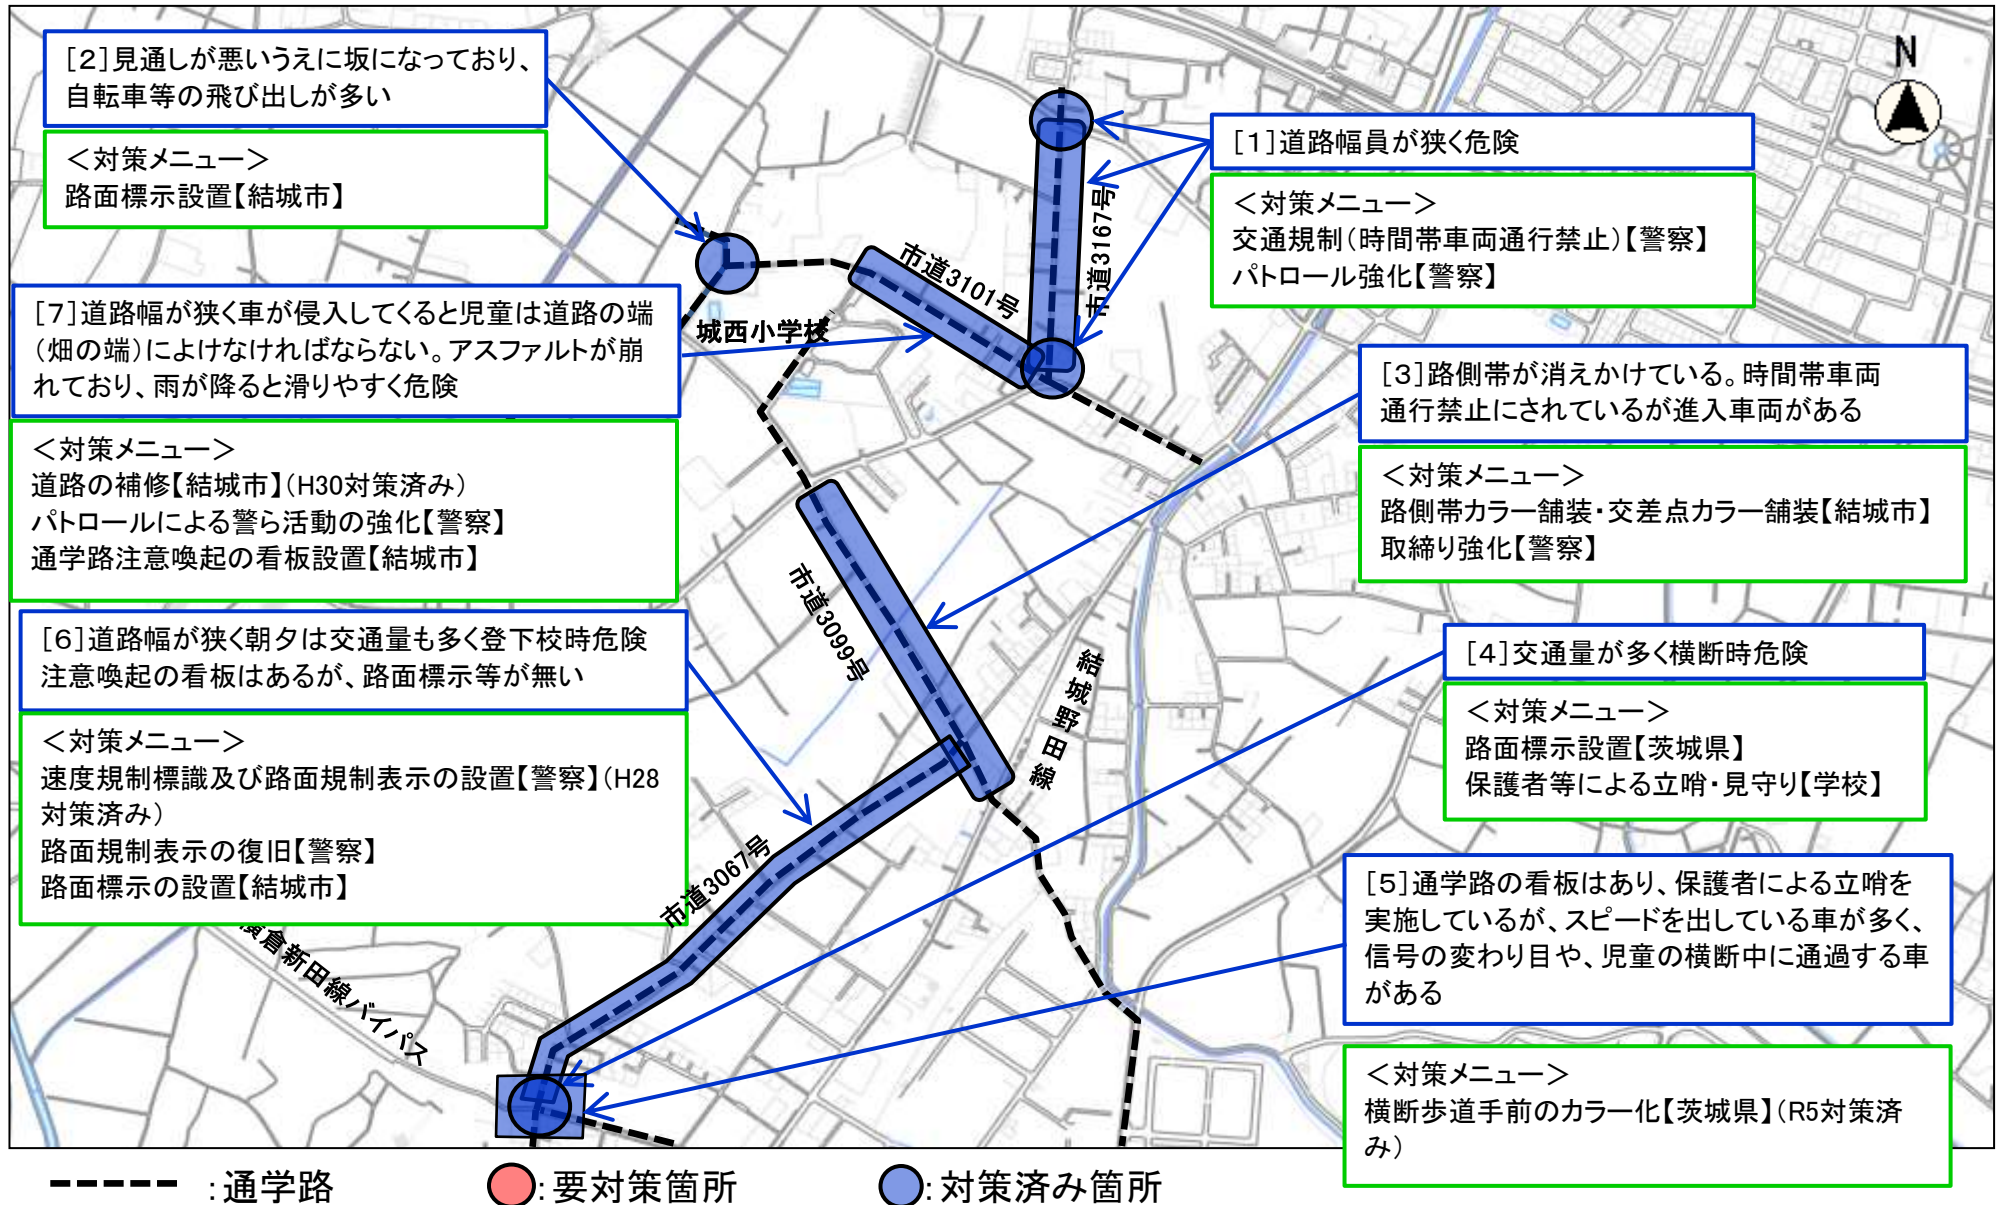 [2]見通しが悪いうえに坂になっており、
自転車等の飛び出しが多い
<対策メニュー>
路面標示設置【結城市】
N
[1]道路幅員が狭く危険
<対策メニュー>
交通規制(時間帯車両通行禁止)【警察】
パトロール強化【警察】
市道3167号
市道3101号
城西小学校
[7]道路幅が狭く車が侵入してくると児童は道路の端
(畑の端)によけなければならない。アスファルトが崩
れており、雨が降ると滑りやすく危険
<対策メニュー>
道路の補修【結城市】(H30対策済み)
パトロールによる警ら活動の強化【警察】
通学路注意喚起の看板設置【結城市】
[3]路側帯が消えかけている。時間帯車両
通行禁止にされているが進入車両がある
<対策メニュー>
路側帯カラー舗装・交差点カラー舗装【結城市】
取締り強化【警察】
市道3099号
結城野田線
[6]道路幅が狭く朝夕は交通量も多く登下校時危険
注意喚起の看板はあるが、路面標示等が無い
<対策メニュー>
速度規制標識及び路面規制表示の設置【警察】(H28
対策済み)
路面規制表示の復旧【警察】
路面標示の設置【結城市】
市道3067号
[4]交通量が多く横断時危険
<対策メニュー>
路面標示設置【茨城県】
保護者等による立哨・見守り【学校】
[5]通学路の看板はあり、保護者による立哨を
実施しているが、スピードを出している車が多く、
信号の変わり目や、児童の横断中に通過する車
がある
<対策メニュー>
横断歩道手前のカラー化【茨城県】(R5対策済
み)
横倉新田線バイパス
:通学路
:要対策箇所
:対策済み箇所